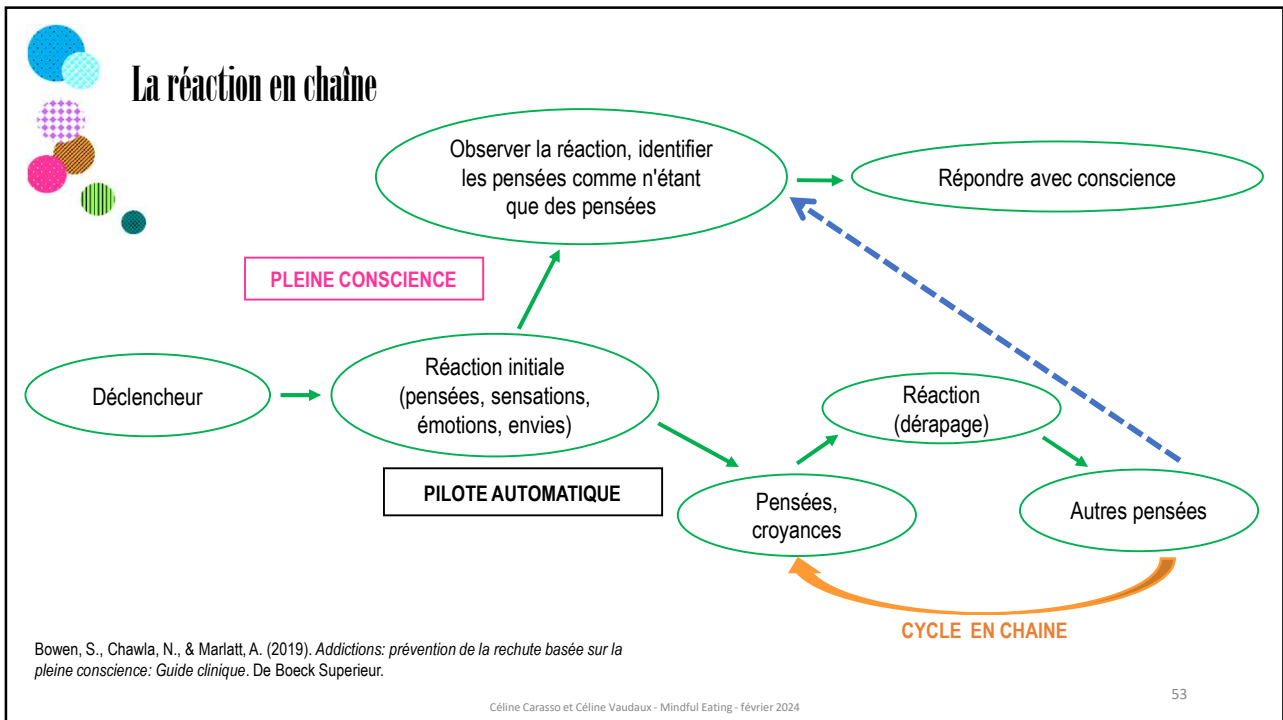 La réaction en chaîne
Observer la réaction, identifier
les pensées comme n'étant
que des pensées
Répondre avec conscience
PLEINE CONSCIENCE
Déclencheur
Réaction initiale
(pensées, sensations,
émotions, envies)
Réaction
(dérapage)
PILOTE AUTOMATIQUE
Pensées,
croyances
Autres pensées
CYCLE EN CHAINE
Bowen, S., Chawla, N., & Marlatt, A. (2019). Addictions: prévention de la rechute basée sur la
pleine conscience: Guide clinique. De Boeck Superieur.
Céline Carasso et Céline Vaudaux - Mindful Eating - février 2024
53